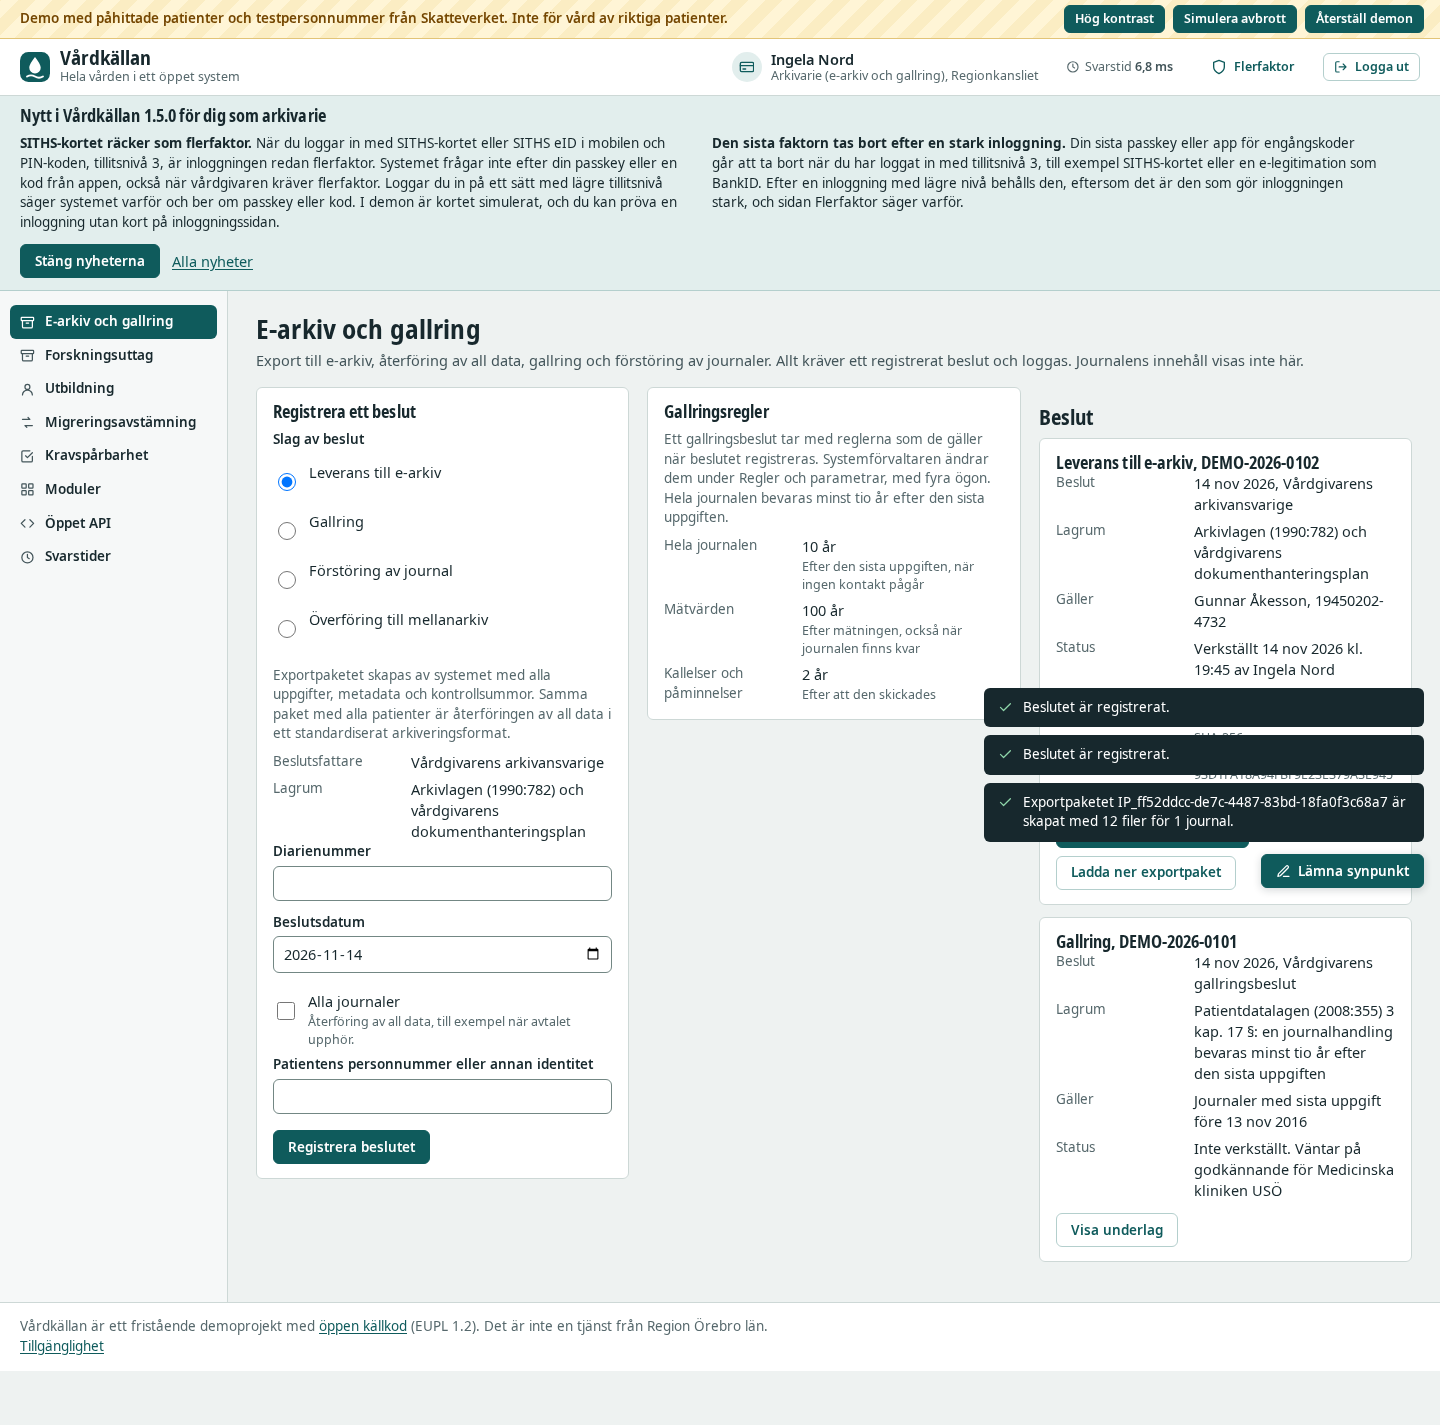 Demo med påhittade patienter och testpersonnummer från Skatteverket. Inte för vård av riktiga patienter.
Hög kontrast
Simulera avbrott
Återställ demon
Vårdkällan
Hela vården i ett öppet system
Ingela Nord
Arkivarie (e-arkiv och gallring), Regionkansliet
Svarstid 6,8 ms
Flerfaktor
Logga ut
Nytt i Vårdkällan 1.5.0 för dig som arkivarie
SITHS-kortet räcker som flerfaktor. När du loggar in med SITHS-kortet eller SITHS eID i mobilen och
PIN-koden, tillitsnivå 3, är inloggningen redan flerfaktor. Systemet frågar inte efter din passkey eller en
kod från appen, också när vårdgivaren kräver flerfaktor. Loggar du in på ett sätt med lägre tillitsnivå
säger systemet varför och ber om passkey eller kod. I demon är kortet simulerat, och du kan pröva en
inloggning utan kort på inloggningssidan.
Den sista faktorn tas bort efter en stark inloggning. Din sista passkey eller app för engångskoder
går att ta bort när du har loggat in med tillitsnivå 3, till exempel SITHS-kortet eller en e-legitimation som
BankID. Efter en inloggning med lägre nivå behålls den, eftersom det är den som gör inloggningen
stark, och sidan Flerfaktor säger varför.
Stäng nyheterna
Alla nyheter
E-arkiv och gallring
Forskningsuttag
Utbildning
Migreringsavstämning
Kravspårbarhet
Moduler
Öppet API
Svarstider
E-arkiv och gallring
Export till e-arkiv, återföring av all data, gallring och förstöring av journaler. Allt kräver ett registrerat beslut och loggas. Journalens innehåll visas inte här.
Registrera ett beslut
Slag av beslut
Leverans till e-arkiv
Gallring
Förstöring av journal
Överföring till mellanarkiv
Exportpaketet skapas av systemet med alla
uppgifter, metadata och kontrollsummor. Samma
paket med alla patienter är återföringen av all data i
ett standardiserat arkiveringsformat.
Beslutsfattare
Vårdgivarens arkivansvarige
Lagrum
Arkivlagen (1990:782) och
vårdgivarens
dokumenthanteringsplan
Diarienummer
Beslutsdatum
2026-11-14
Alla journaler
Återföring av all data, till exempel när avtalet
upphör.
Patientens personnummer eller annan identitet
Registrera beslutet
Gallringsregler
Ett gallringsbeslut tar med reglerna som de gäller
när beslutet registreras. Systemförvaltaren ändrar
dem under Regler och parametrar, med fyra ögon.
Hela journalen bevaras minst tio år efter den sista
uppgiften.
Hela journalen
10 år
Efter den sista uppgiften, när
ingen kontakt pågår
Mätvärden
100 år
Efter mätningen, också när
journalen finns kvar
Kallelser och
påminnelser
2 år
Efter att den skickades
Beslut
Leverans till e-arkiv, DEMO-2026-0102
Beslut
14 nov 2026, Vårdgivarens
arkivansvarige
Lagrum
Arkivlagen (1990:782) och
vårdgivarens
dokumenthanteringsplan
Gäller
Gunnar Åkesson, 19450202-
4732
Status
Verkställt 14 nov 2026 kl.
19:45 av Ingela Nord
Beslutet är registrerat.
Beslutet är registrerat.
Exportpaketet IP_ff52ddcc-de7c-4487-83bd-18fa0f3c68a7 är
skapat med 12 filer för 1 journal.
Ladda ner exportpaket
Lämna synpunkt
Gallring, DEMO-2026-0101
Beslut
14 nov 2026, Vårdgivarens
gallringsbeslut
Lagrum
Patientdatalagen (2008:355) 3
kap. 17 §: en journalhandling
bevaras minst tio år efter
den sista uppgiften
Gäller
Journaler med sista uppgift
före 13 nov 2016
Status
Inte verkställt. Väntar på
godkännande för Medicinska
kliniken USÖ
Visa underlag
Vårdkällan är ett fristående demoprojekt med öppen källkod (EUPL 1.2). Det är inte en tjänst från Region Örebro län.
Tillgänglighet